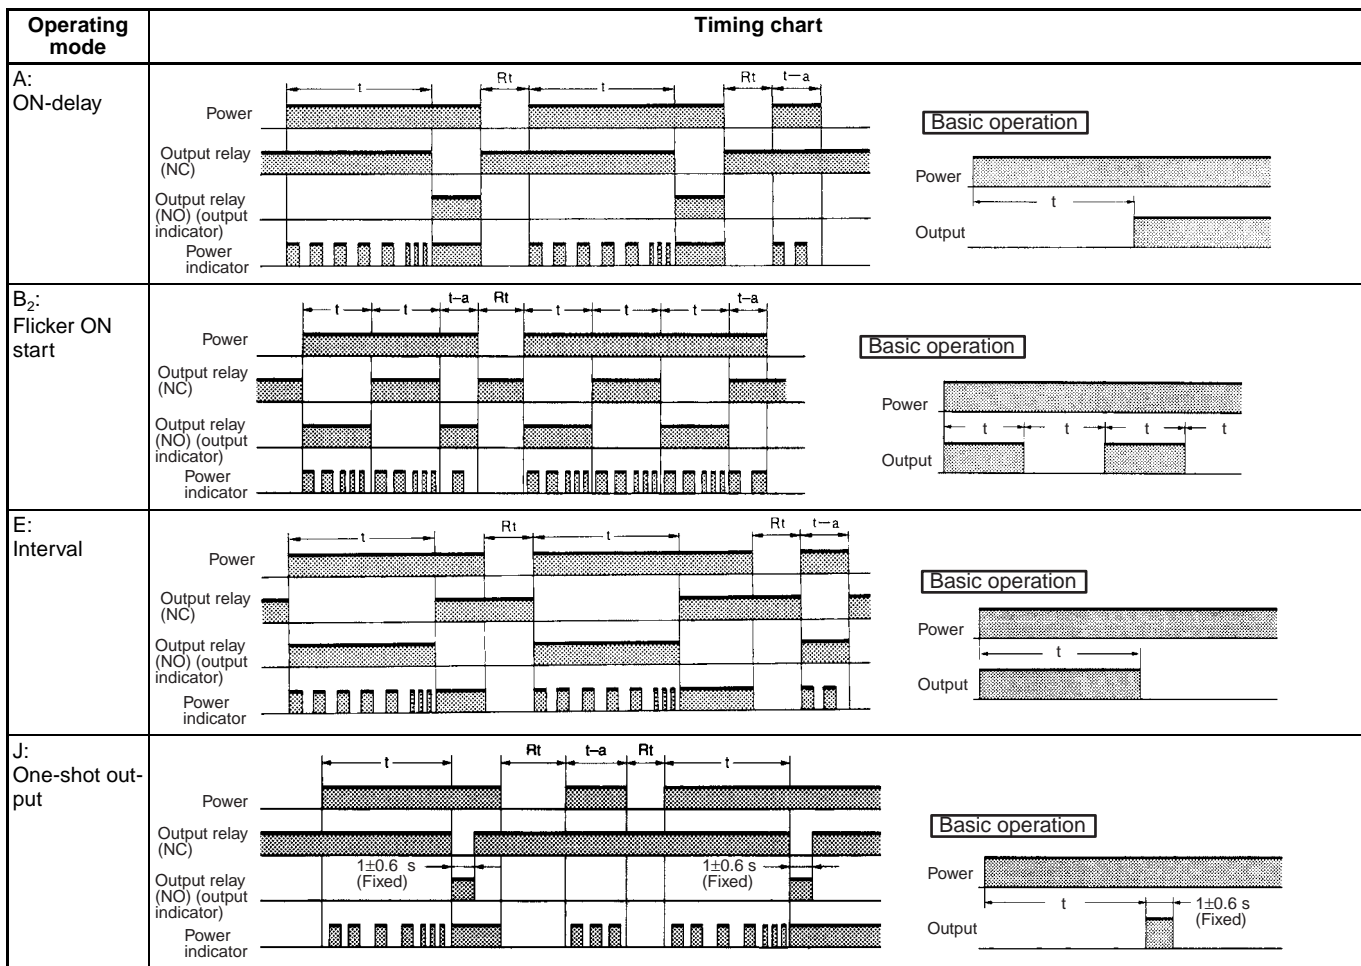 Operating mode
Timing chart
A:
ON-delay
t
Rt
t
Rt
t–a
Power
Output relay
(NC)
Output relay
(NO) (output
indicator)
Power
indicator
Basic operation
Power
t
Output
B2:
Flicker ON
start
t
t
t–a
Rt
t
t
t
t–a
Power
Output relay
(NC)
Output relay
(NO) (output
indicator)
Power
indicator
Basic operation
Power
t
t
t
t
Output
E:
Interval
t
Rt
t
Rt
t–a
Power
Output relay
(NC)
Output relay
(NO) (output
indicator)
Power
indicator
Basic operation
Power
t
Output
J:
One-shot out-
put
t
Rt
t–a
Rt
t
Power
Output relay
(NC)
1±0.6 s
(Fixed)
1±0.6 s
(Fixed)
Output relay
(NO) (output
indicator)
Power
indicator
Basic operation
Power
t
1±0.6 s
(Fixed)
Output